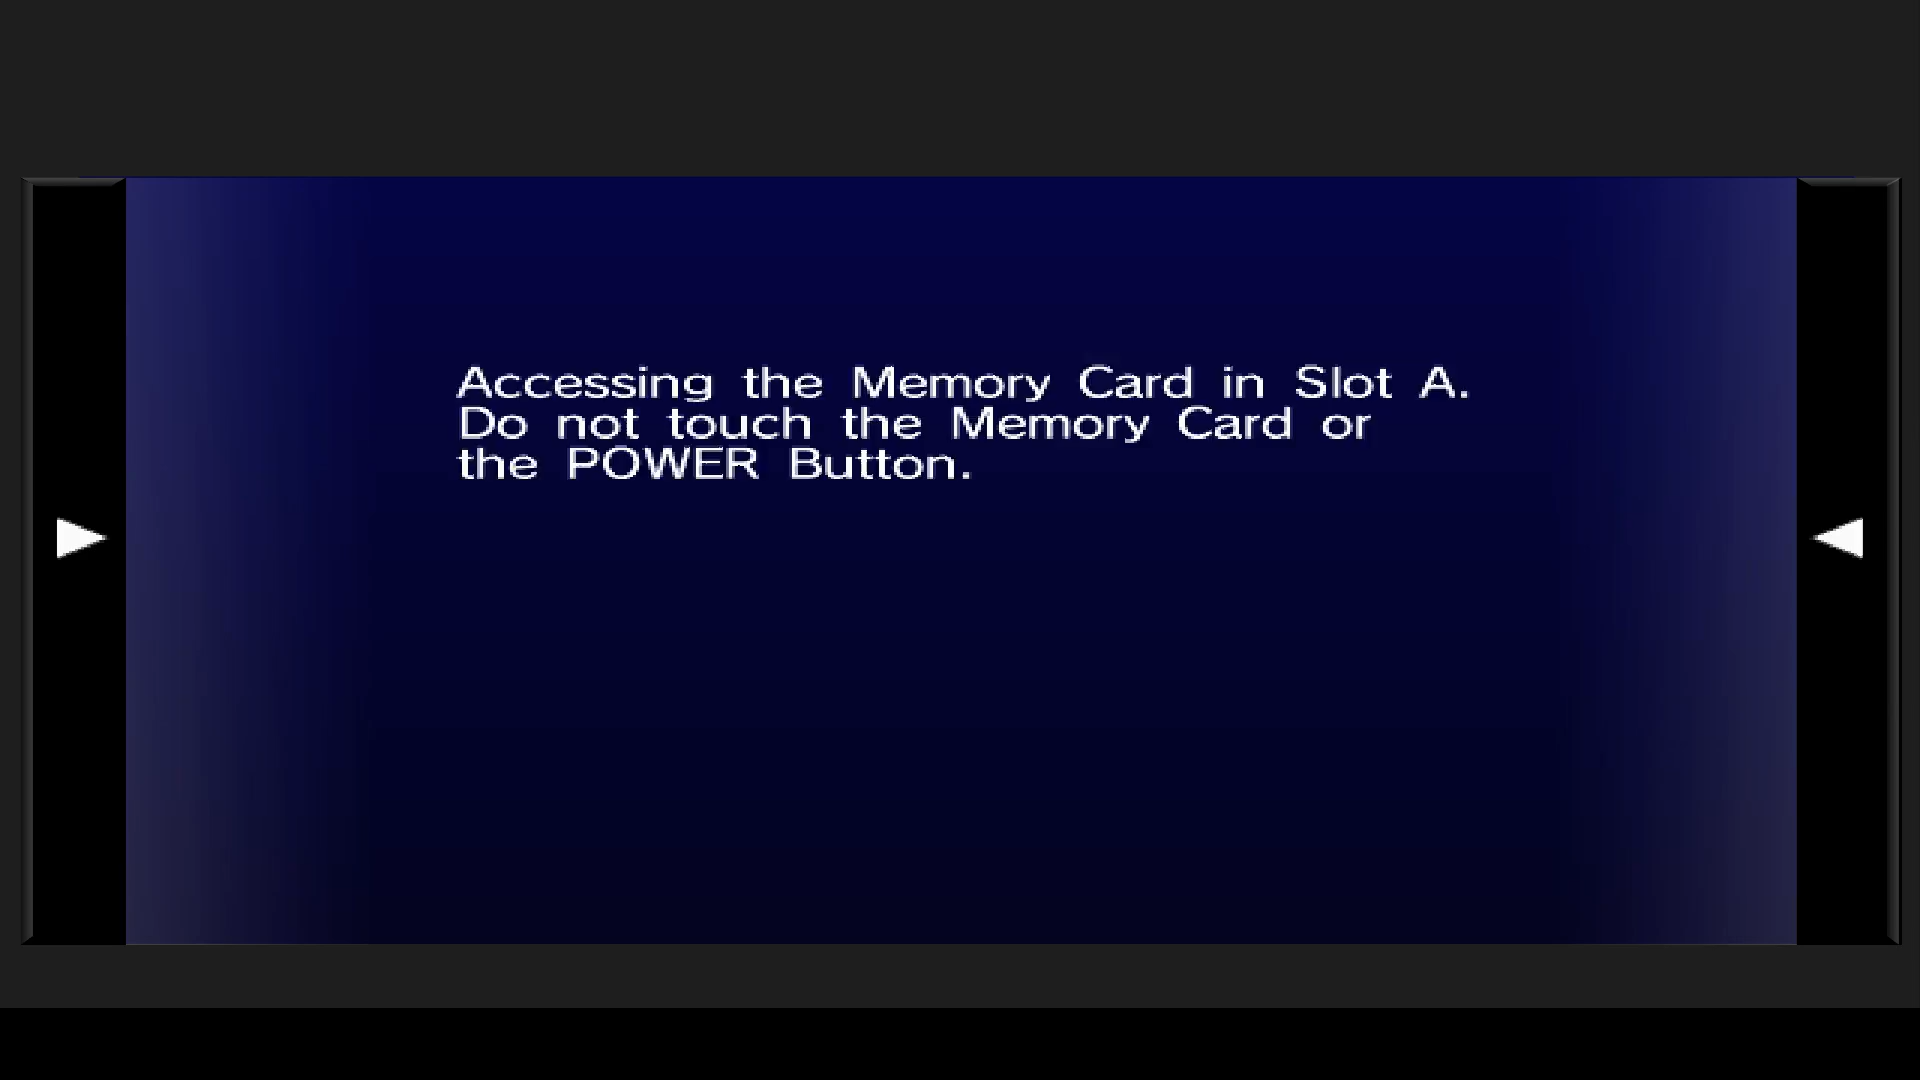 Accessing the Memory Card in Slot A.
Do not touch the Memory Card or
the POWER Button.